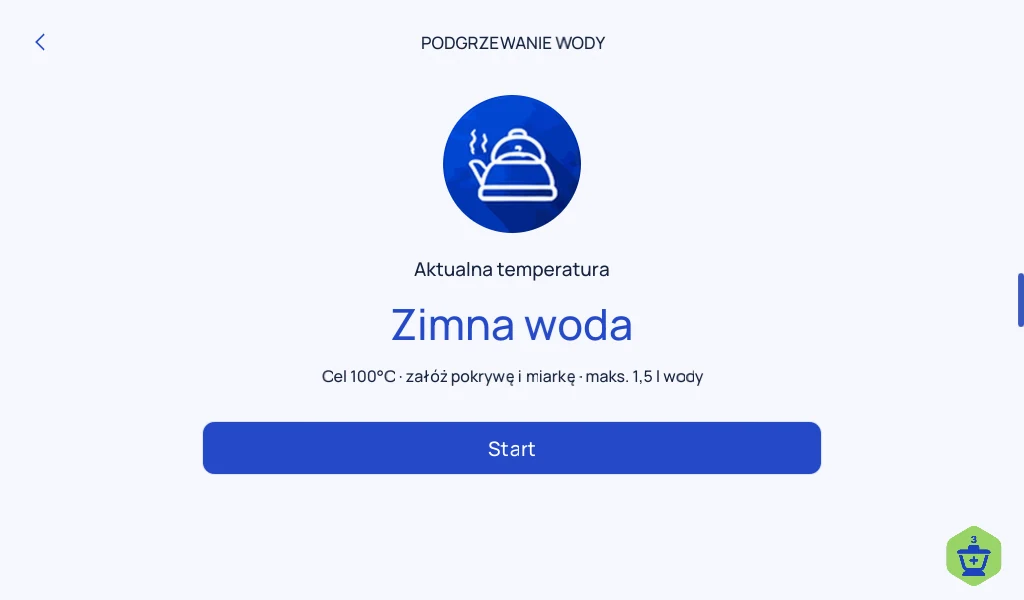 PODGRZEWANIE WODY
Aktualna temperatura
Zimna woda
Cel 100°C · załóż pokrywę i miarkę · maks. 1,5 l wody
Start
3